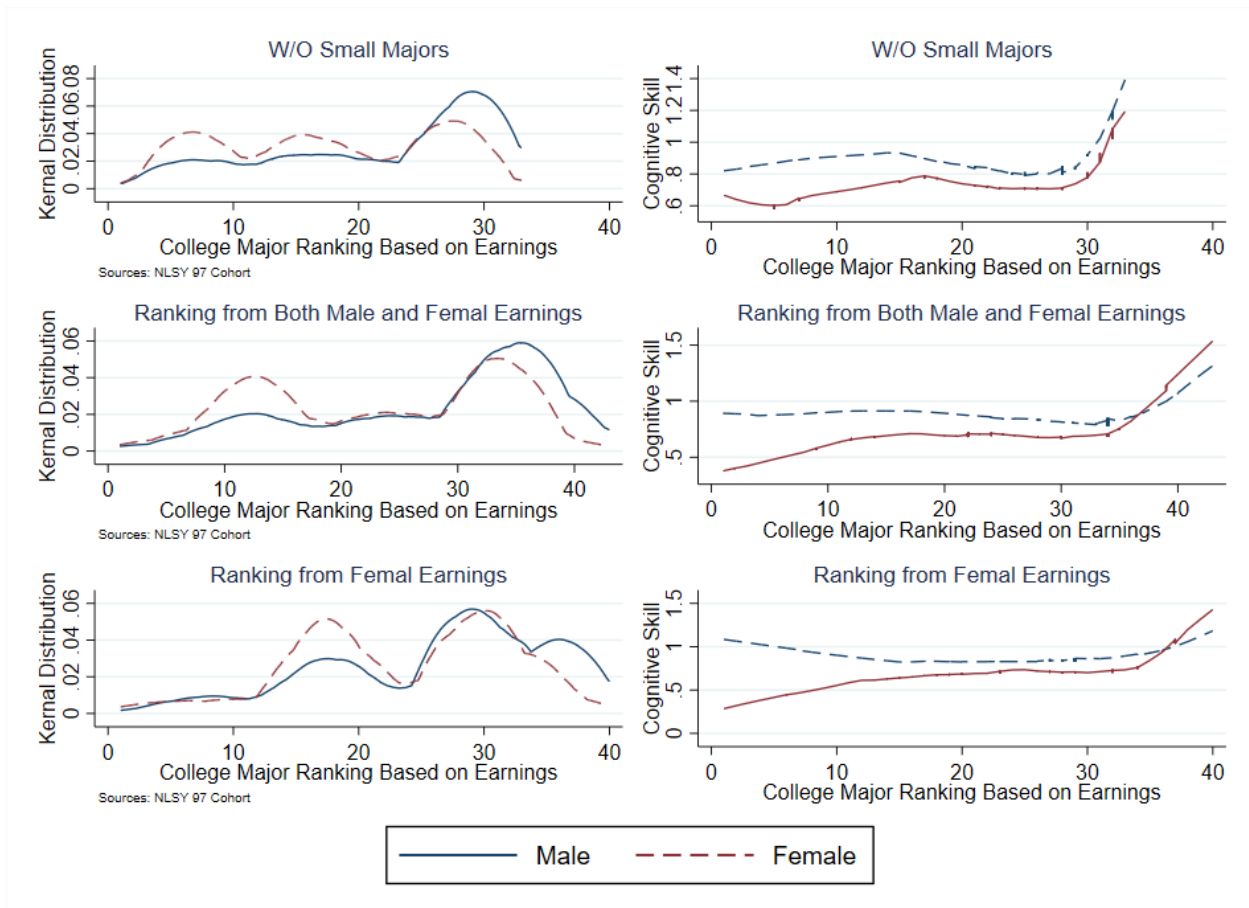 W/O Small Majors
Kernal Distribution
0 .02 .04 .06 .08
0 10 20 30 40
College Major Ranking Based on Earnings
Sources: NLSY 97 Cohort
W/O Small Majors
Cognitive Skill
.6 .8 1 1.2 1.4
0 10 20 30 40
College Major Ranking Based on Earnings
Ranking from Both Male and Femal Earnings
Kernal Distribution
0 .02 .04 .06
0 10 20 30 40
College Major Ranking Based on Earnings
Sources: NLSY 97 Cohort
Ranking from Both Male and Femal Earnings
Cognitive Skill
.5 1 1.5
0 10 20 30 40
College Major Ranking Based on Earnings
Ranking from Femal Earnings
Kernal Distribution
0 .02 .04 .06
0 10 20 30 40
College Major Ranking Based on Earnings
Sources: NLSY 97 Cohort
Ranking from Femal Earnings
Cognitive Skill
0 .5 1 1.5
0 10 20 30 40
College Major Ranking Based on Earnings
Male Female